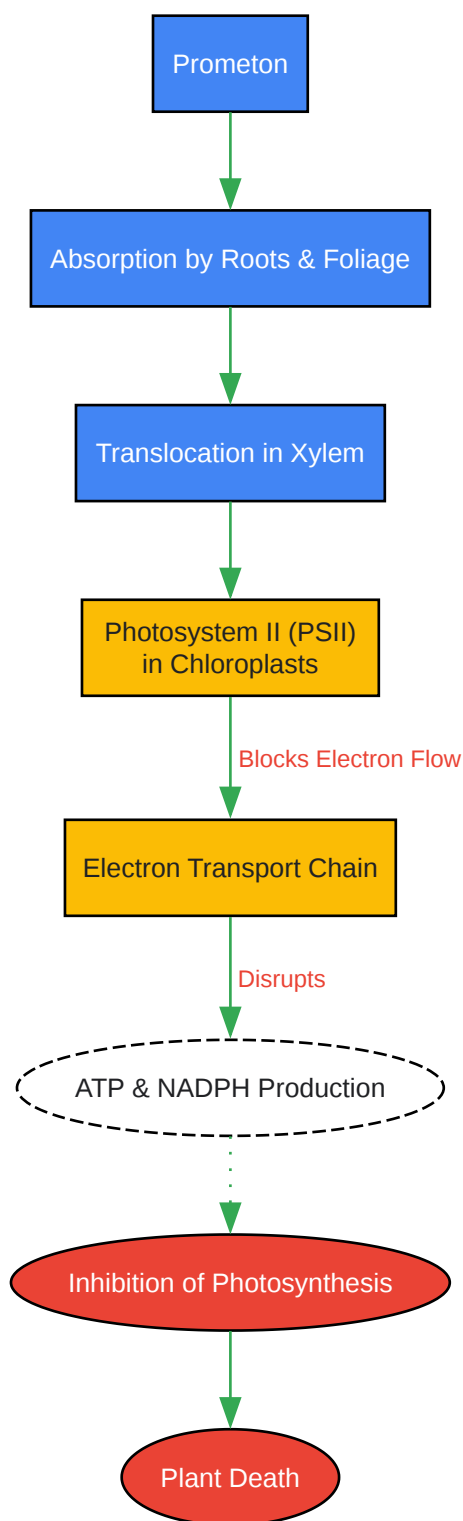 Prometon
Absorption by Roots & Foliage
Translocation in Xylem
Photosystem II (PSII)
in Chloroplasts
Blocks Electron Flow
Electron Transport Chain
Disrupts
ATP & NADPH Production
Inhibition of Photosynthesis
Plant Death